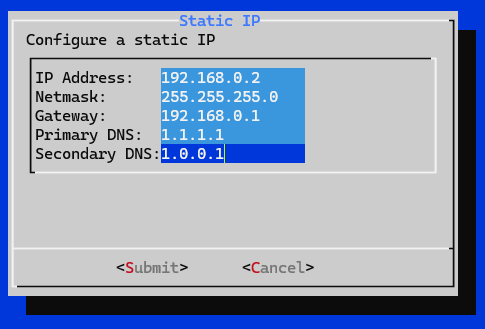 Static IP
Configure a static IP
IP Address: 192.168.0.2
Netmask: 255.255.255.0
Gateway: 192.168.0.1
Primary DNS: 1.1.1.1
Secondary DNS:1.0.0.1
<Submit> <Cancel>